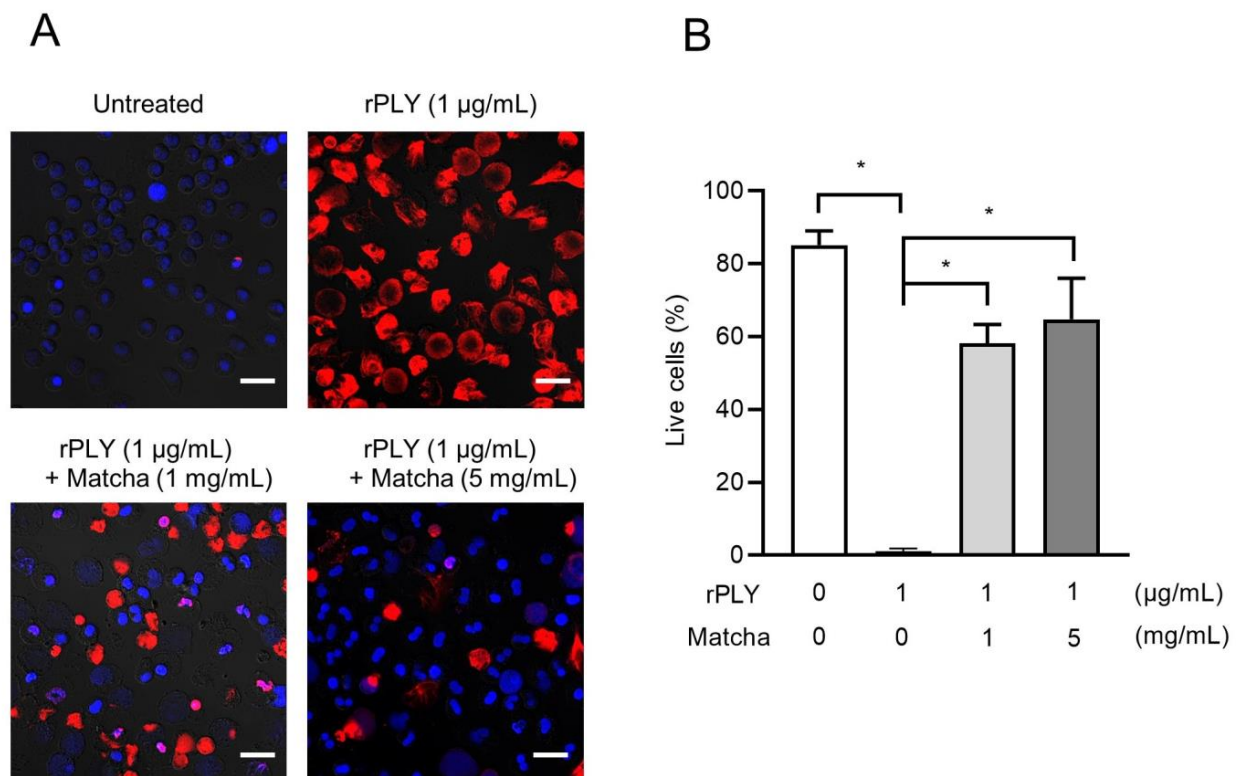 A
Untreated
rPLY (1 µg/mL)
rPLY (1 µg/mL)
+ Matcha (1 mg/mL)
rPLY (1 µg/mL)
+ Matcha (5 mg/mL)
B
*
*
*
100
80
60
40
20
0
Live cells (%)
rPLY 0 1 1 1 (µg/mL)
Matcha 0 0 1 5 (mg/mL)